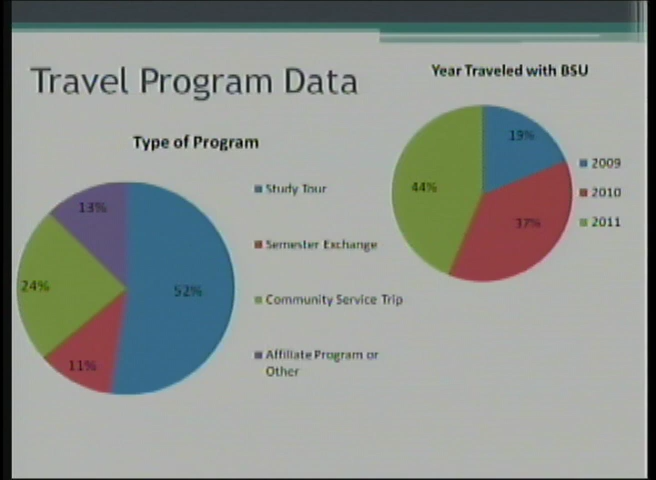 Travel Program Data
Type of Program
13%
24%
52%
11%
Study Tour
Semester Exchange
Community Service Trip
Affiliate Program or
Other
Year Traveled with BSU
19%
44%
37%
2009
2010
2011